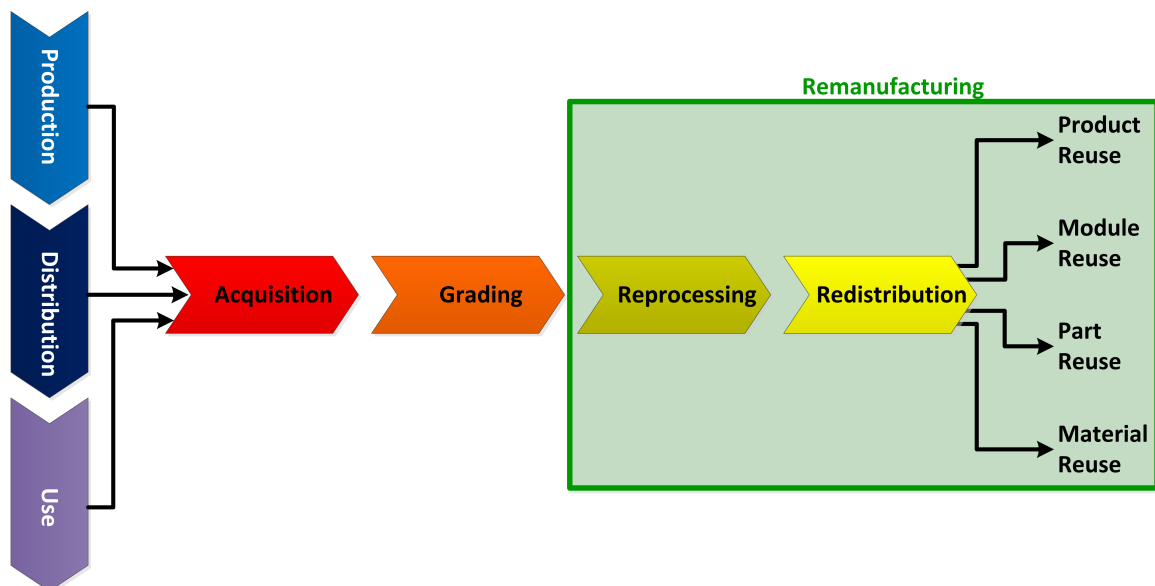 Production
Distribution
Use
Acquisition
Grading
Remanufacturing
Reprocessing
Redistribution
Product
Reuse
Module
Reuse
Part
Reuse
Material
Reuse